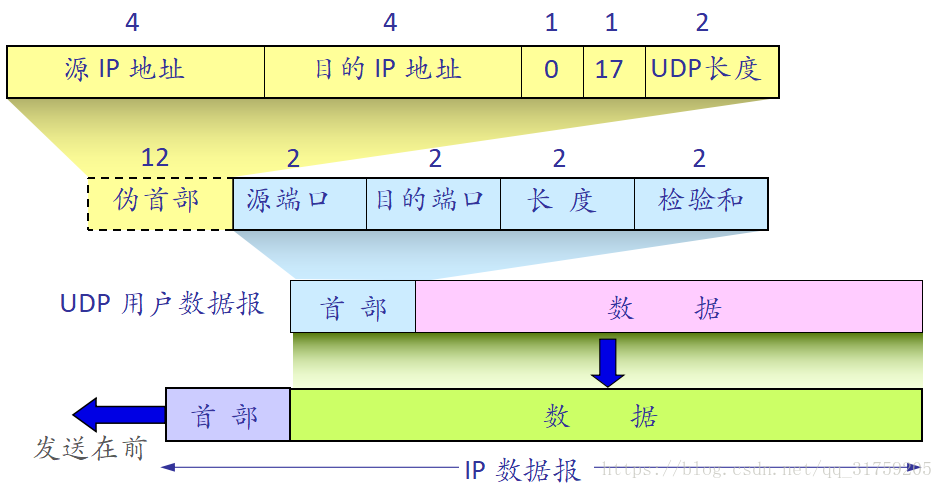 4 4 1 1 2
源 IP 地址 目的 IP 地址 0 17 UDP长度
12 2 2 2 2
伪首部 源端口 目的端口 长 度 检验和
UDP 用户数据报 首 部 数 据
首 部 数 据
发送在前
IP 数据报 https://blog.csdn.net/qq_31759205